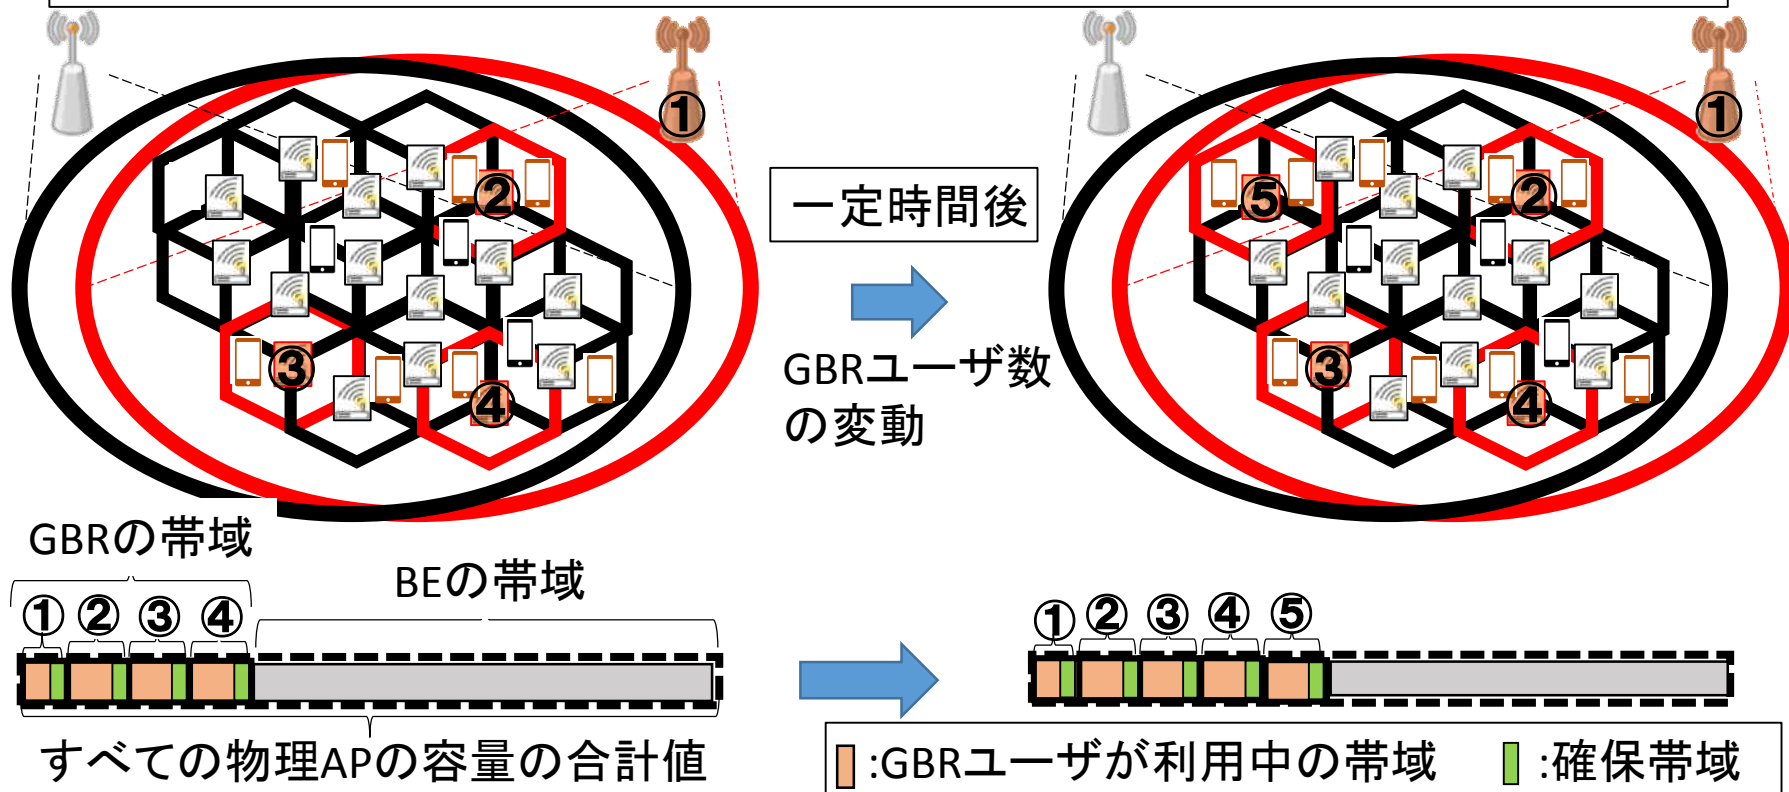 ①
②
③
④
一定時間後
GBRユーザ数
の変動
①
⑤
②
③
④
GBRの帯域
BEの帯域
① ② ③ ④
すべての物理APの容量の合計値
① ② ③ ④ ⑤
:GBRユーザが利用中の帯域 :確保帯域